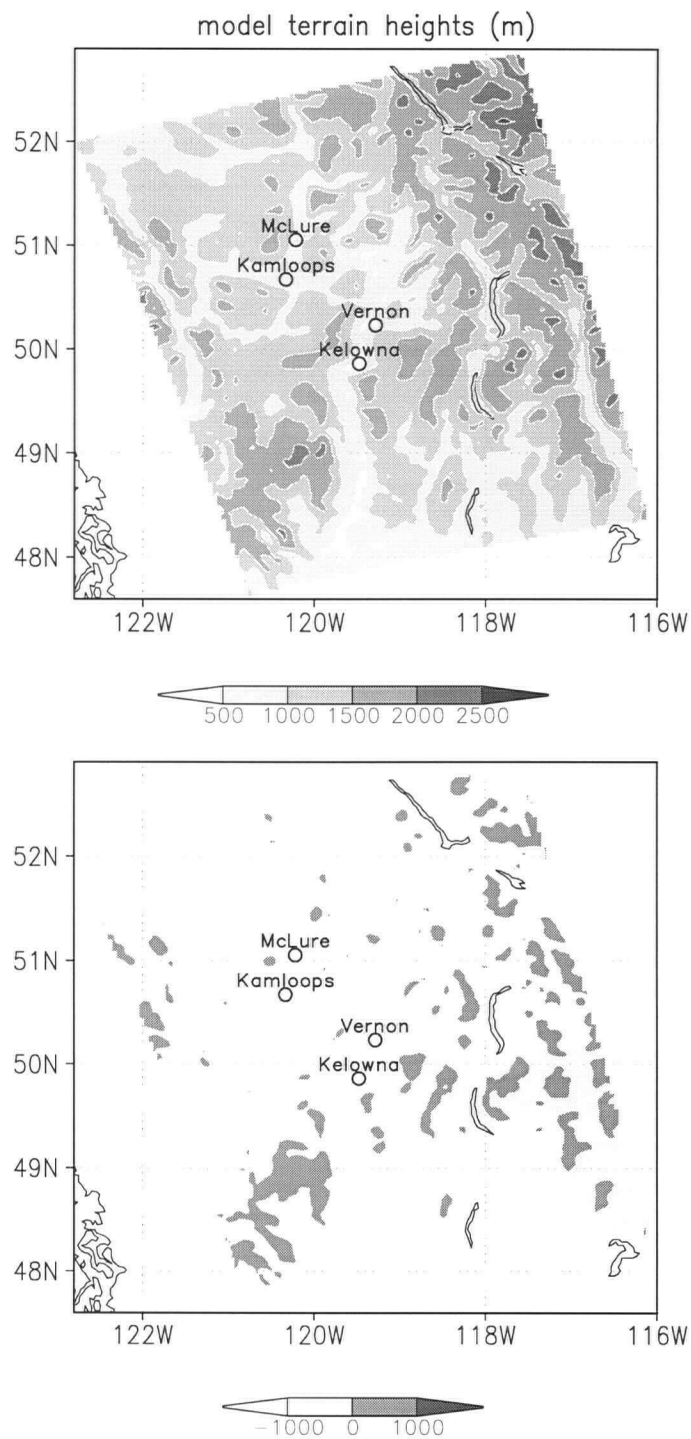 model terrain heights (m)
52N
51N
50N
49N
48N
McLure
Kamloops
Vernon
Kelowna
122W 120W 118W 116W
500 1000 1500 2000 2500
52N
51N
50N
49N
48N
McLure
Kamloops
Vernon
Kelowna
122W 120W 118W 116W
-1000 0 1000